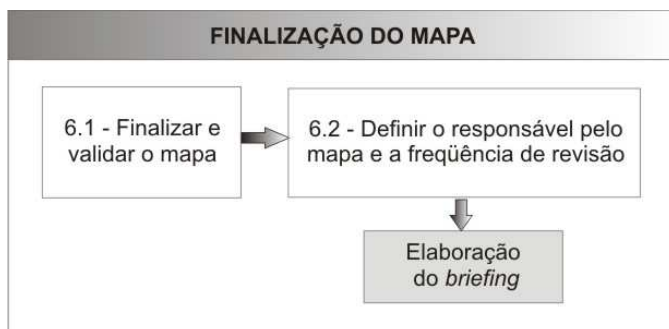 FINALIZAÇÃO DO MAPA
6.1 - Finalizar e
validar o mapa
6.2 - Definir o responsável pelo
mapa e a freqüência de revisão
Elaboração
do briefing